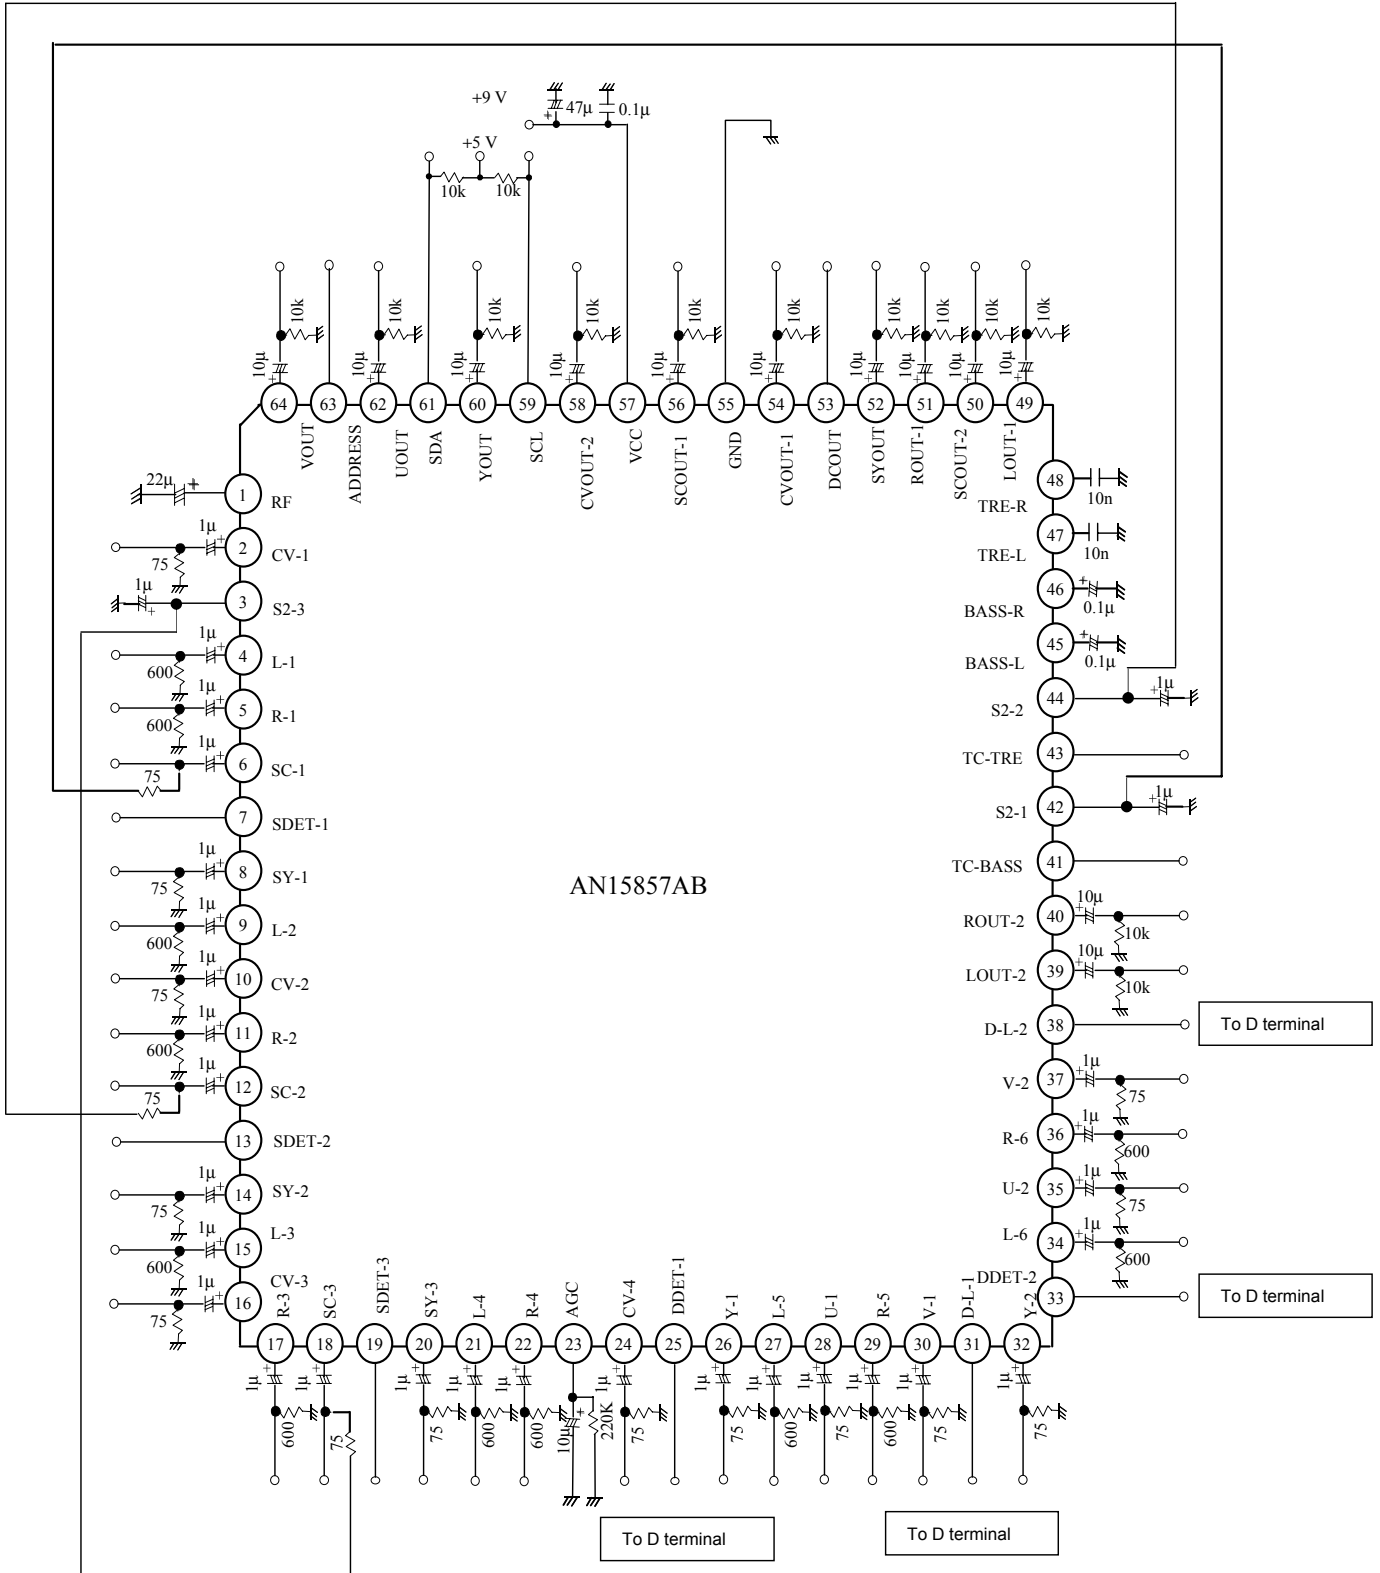 +9 V
47μ
0.1μ
+5 V
10k
10k
10k
10k
10k
10k
10k
10k
10k
10k
10k
10k
10μ
10μ
10μ
10μ
10μ
10μ
10μ
10μ
10μ
10μ
64
63
62
61
60
59
58
57
56
55
54
53
52
51
50
49
VOUT
ADDRESS
UOUT
SDA
YOUT
SCL
CVOUT-2
VCC
SCOUT-1
GND
CVOUT-1
DCOUT
SYOUT
ROUT-1
SCOUT-2
LOUT-1
22μ
+
1
RF
1μ
+
75
2
CV-1
1μ
+
3
S2-3
1μ
+
600
4
L-1
1μ
+
600
5
R-1
1μ
+
75
6
SC-1
7
SDET-1
1μ
+
75
8
SY-1
1μ
+
600
9
L-2
1μ
+
75
10
CV-2
1μ
+
600
11
R-2
1μ
+
75
12
SC-2
13
SDET-2
1μ
+
75
14
SY-2
1μ
+
600
15
L-3
1μ
+
75
16
CV-3
AN15857AB
48
10n
TRE-R
47
10n
TRE-L
46
+
0.1μ
BASS-R
45
+
0.1μ
BASS-L
44
+1μ
S2-2
43
TC-TRE
42
+1μ
S2-1
41
TC-BASS
40
10μ
+
10k
ROUT-2
39
10μ
+
10k
LOUT-2
38
D-L-2
To D terminal
37
1μ
+
75
V-2
36
1μ
+
600
R-6
35
1μ
+
75
U-2
34
1μ
+
600
L-6
33
DDET-2
To D terminal
R-3
SC-3
SDET-3
SY-3
L-4
R-4
AGC
CV-4
DDET-1
Y-1
L-5
U-1
R-5
V-1
D-L-1
Y-2
17
18
19
20
21
22
23
24
25
26
27
28
29
30
31
32
1μ
1μ
1μ
1μ
1μ
1μ
1μ
1μ
1μ
1μ
1μ
1μ
600
75
75
600
600
10μ
220K
75
75
600
75
600
75
75
To D terminal
To D terminal